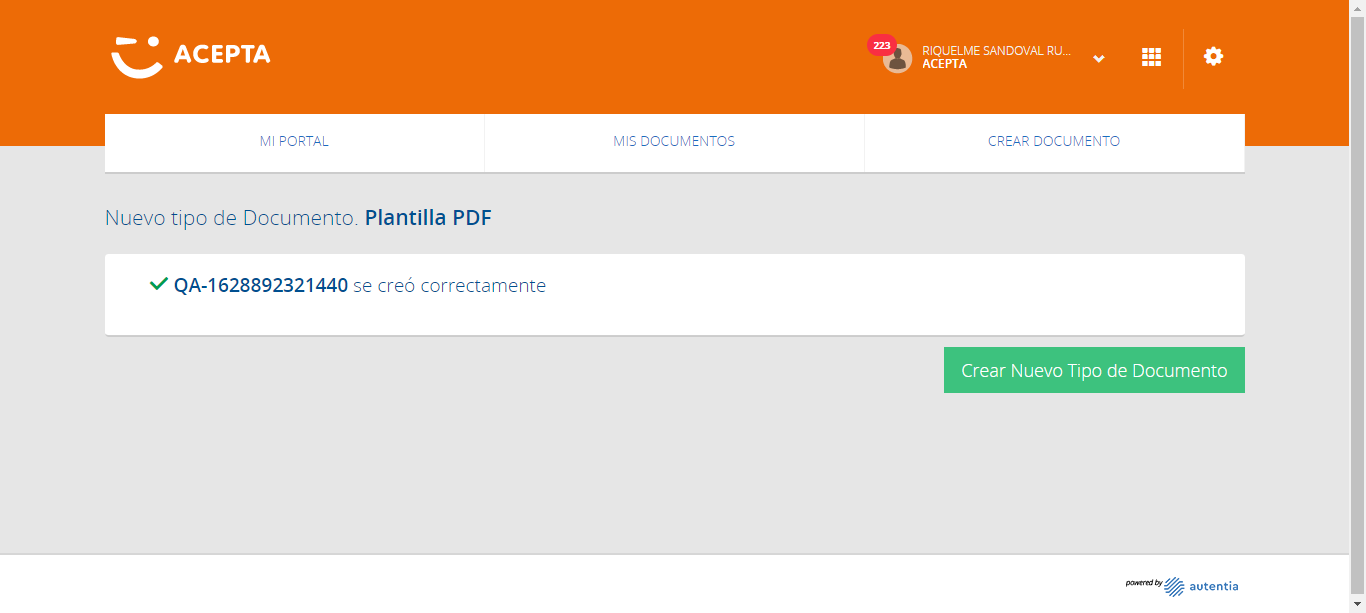 ACEPTA
223
RIQUELME SANDOVAL RU...
ACEPTA
MI PORTAL
MIS DOCUMENTOS
CREAR DOCUMENTO
Nuevo tipo de Documento. Plantilla PDF
QA-1628892321440 se creó correctamente
Crear Nuevo Tipo de Documento
powered by autentia